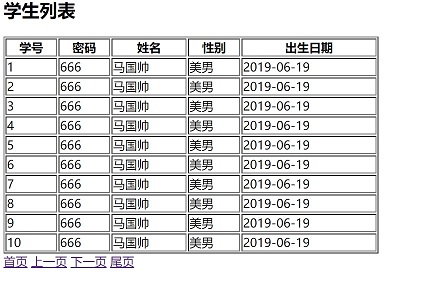 学生列表
学号 密码 姓名 性别 出生日期
1 666 马国帅 美男 2019-06-19
2 666 马国帅 美男 2019-06-19
3 666 马国帅 美男 2019-06-19
4 666 马国帅 美男 2019-06-19
5 666 马国帅 美男 2019-06-19
6 666 马国帅 美男 2019-06-19
7 666 马国帅 美男 2019-06-19
8 666 马国帅 美男 2019-06-19
9 666 马国帅 美男 2019-06-19
10 666 马国帅 美男 2019-06-19
首页 上一页 下一页 尾页